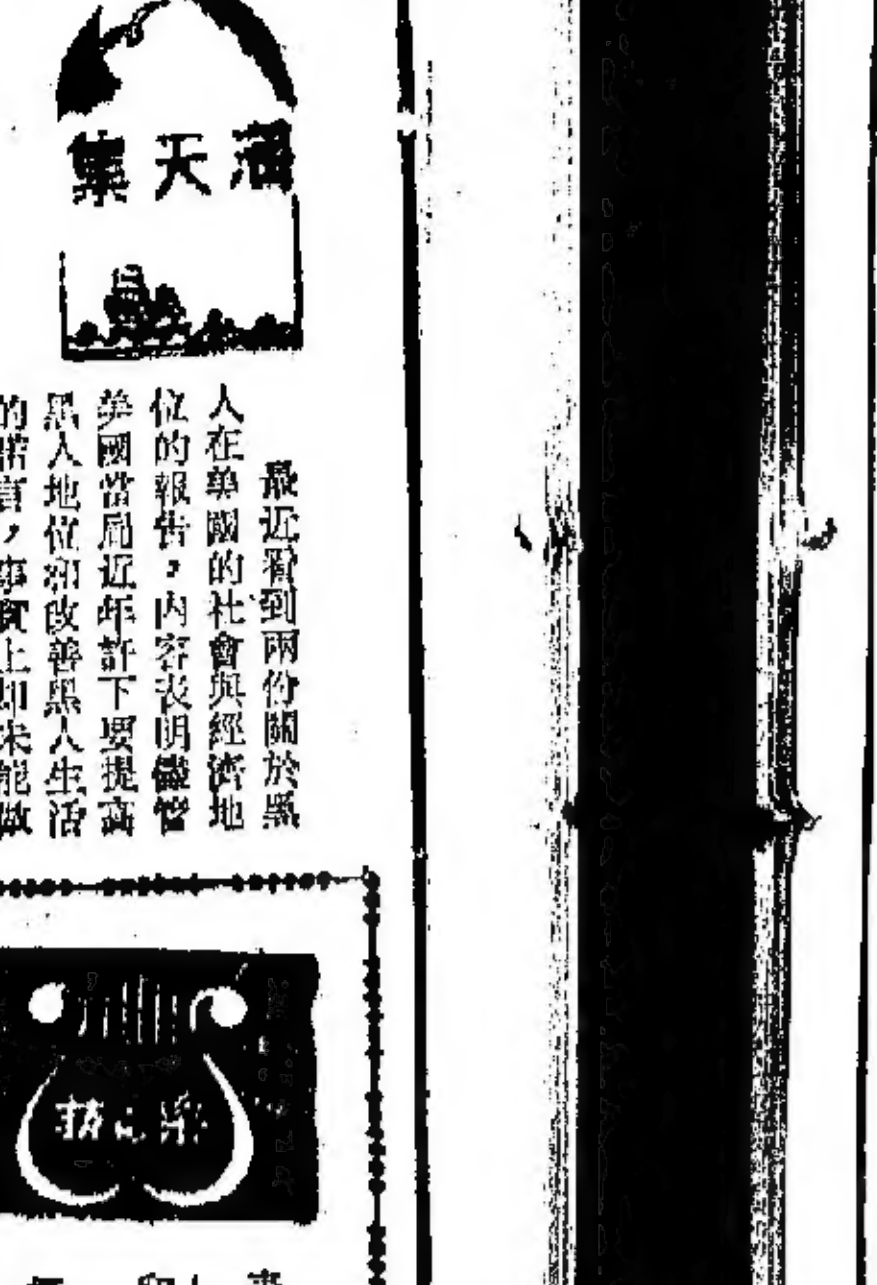 滿天集
最近看到兩份關於黑
人在美國的社會與經濟地
位的報告，內容表明儘管
美國當局近年許下要提高
黑人地位和改善黑人生活
的諾言，事實上却未能做